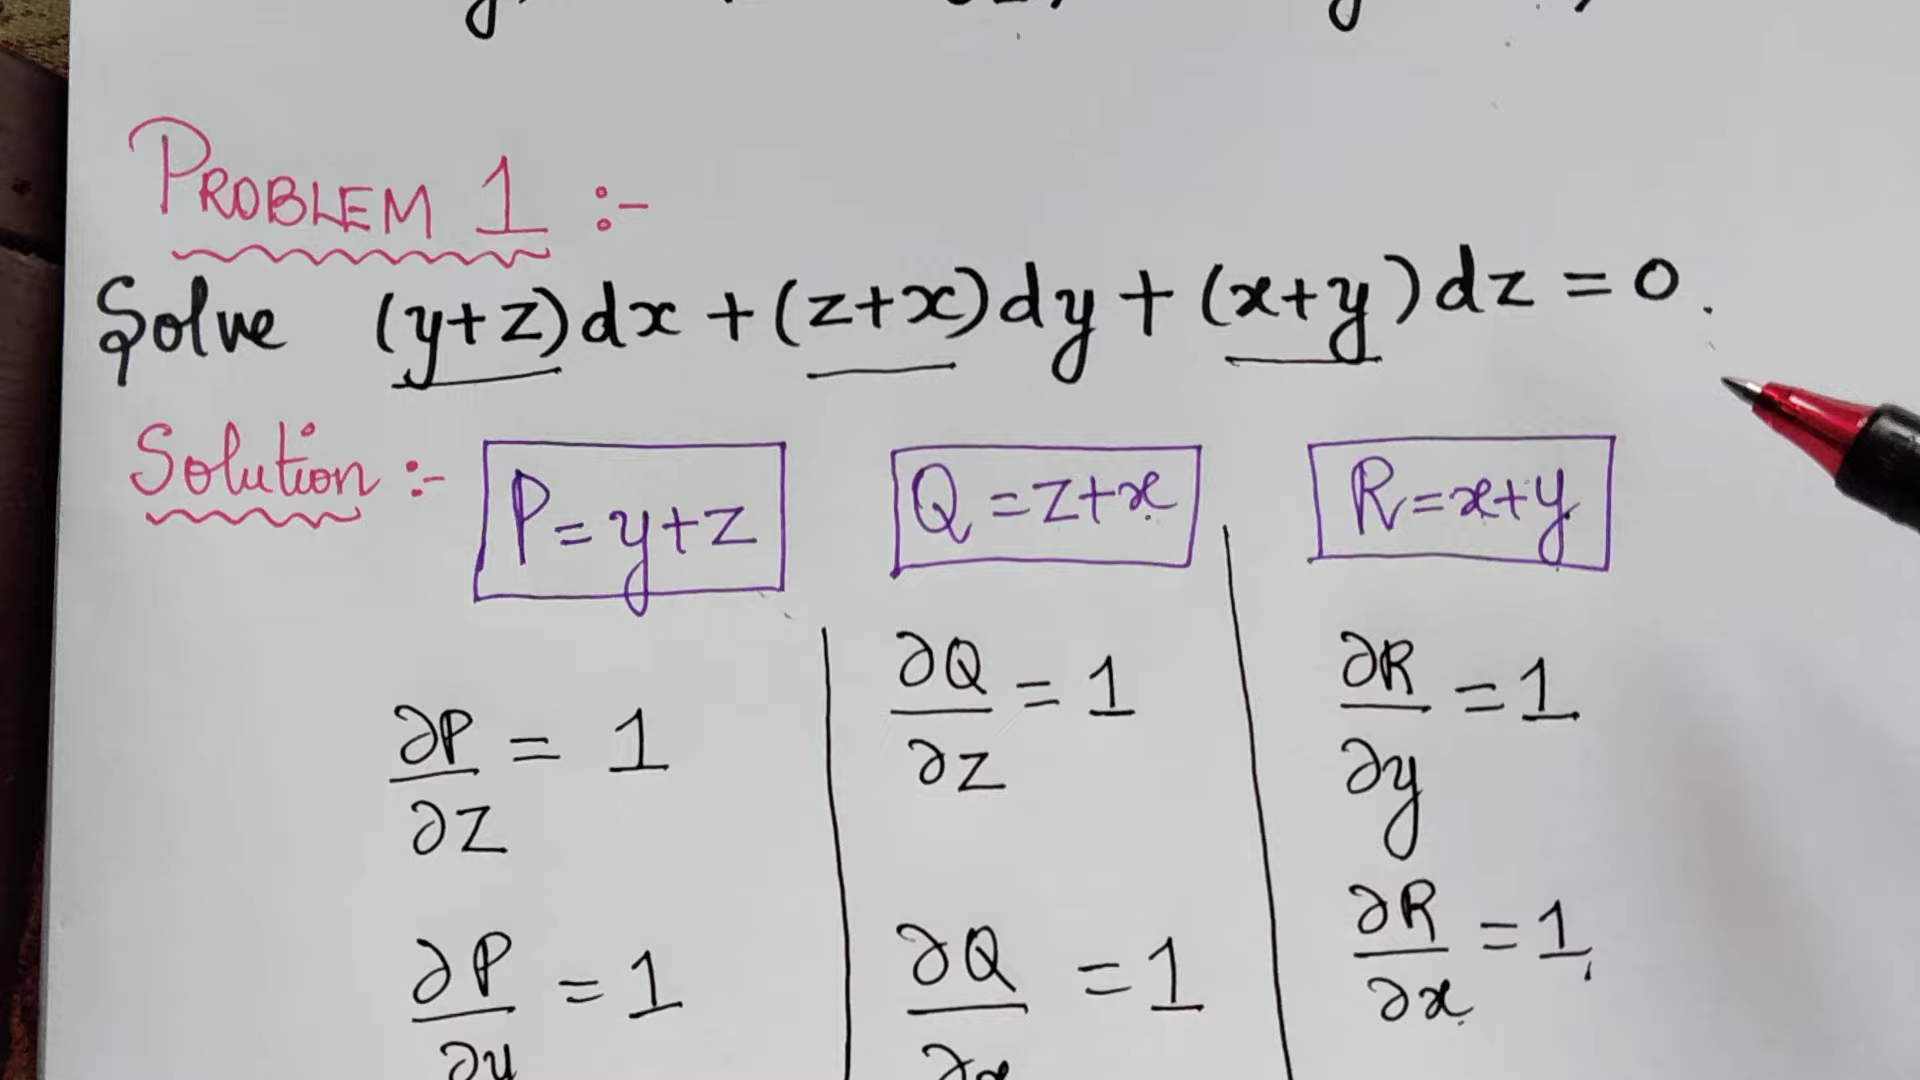 PROBLEM 1 :-
Solve (y+z)dx + (z+x)dy + (x+y)dz = 0.
Solution :- P = y+z Q = z+x R = x+y
∂P/∂z = 1 ∂Q/∂z = 1 ∂R/∂y = 1
∂P/∂y = 1 ∂Q/∂x = 1 ∂R/∂x = 1